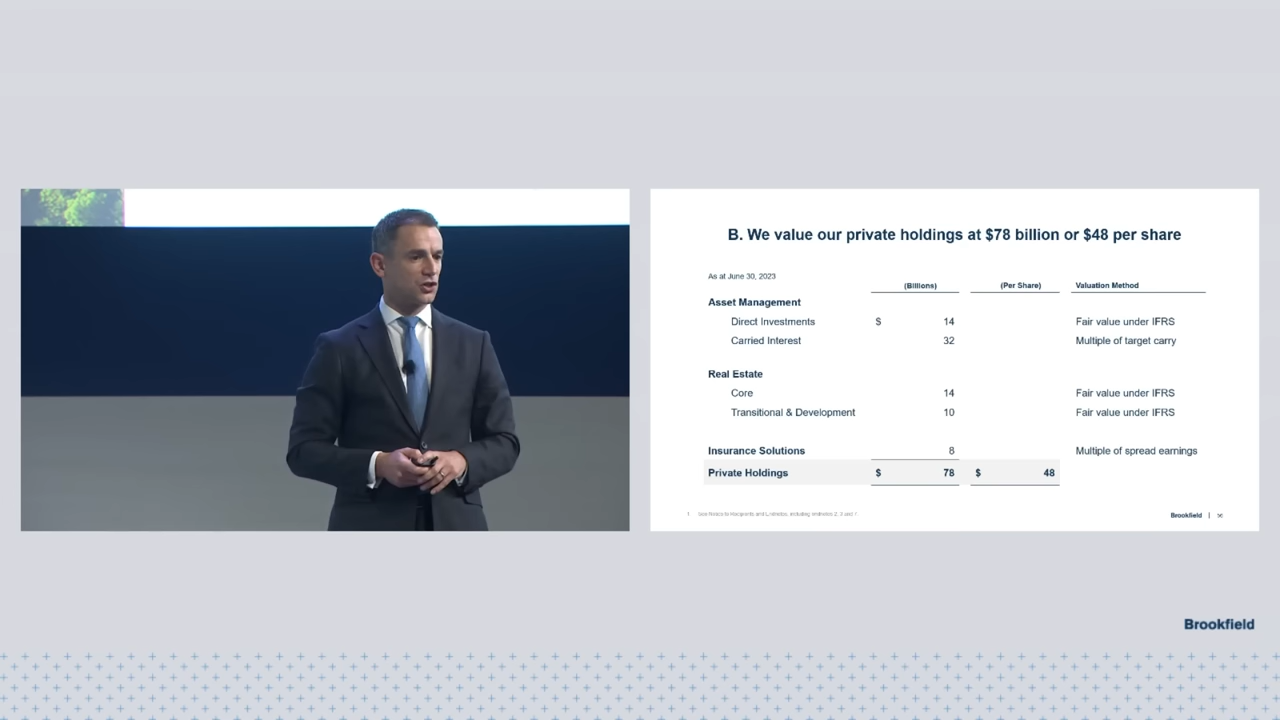 B. We value our private holdings at $78 billion or $48 per share
As at June 30, 2023
(Billions) (Per Share) Valuation Method
Asset Management
Direct Investments $ 14 Fair value under IFRS
Carried Interest 32 Multiple of target carry
Real Estate
Core 14 Fair value under IFRS
Transitional & Development 10 Fair value under IFRS
Insurance Solutions 8 Multiple of spread earnings
Private Holdings $ 78 $ 48
Brookfield |
Brookfield